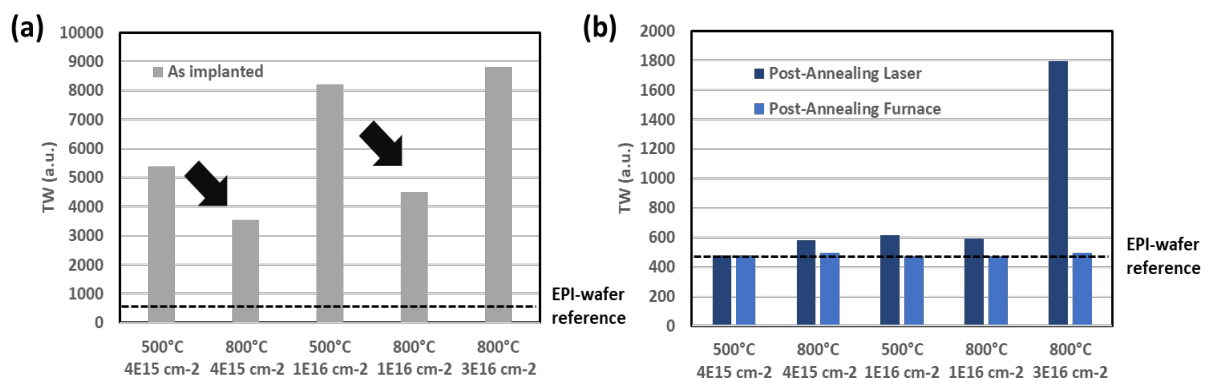 (a)
TW (a.u.)
10000
9000
8000
7000
6000
5000
4000
3000
2000
1000
0
As implanted
EPI-wafer
reference
500°C 800°C 500°C 800°C 800°C
4E15 cm-2 4E15 cm-2 1E16 cm-2 1E16 cm-2 3E16 cm-2
(b)
TW (a.u.)
2000
1800
1600
1400
1200
1000
800
600
400
200
0
Post-Annealing Laser
Post-Annealing Furnace
EPI-wafer
reference
500°C 800°C 500°C 800°C 800°C
4E15 cm-2 4E15 cm-2 1E16 cm-2 1E16 cm-2 3E16 cm-2